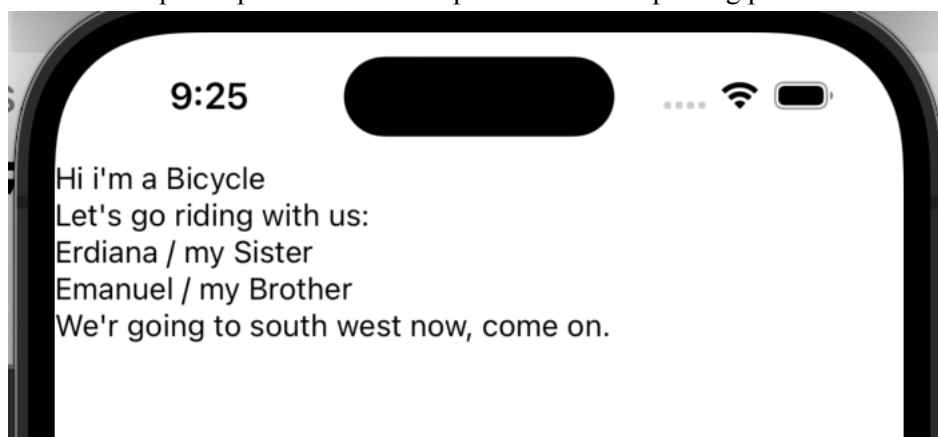 9:25
Hi i'm a Bicycle
Let's go riding with us:
Erdiana / my Sister
Emanuel / my Brother
We'r going to south west now, come on.